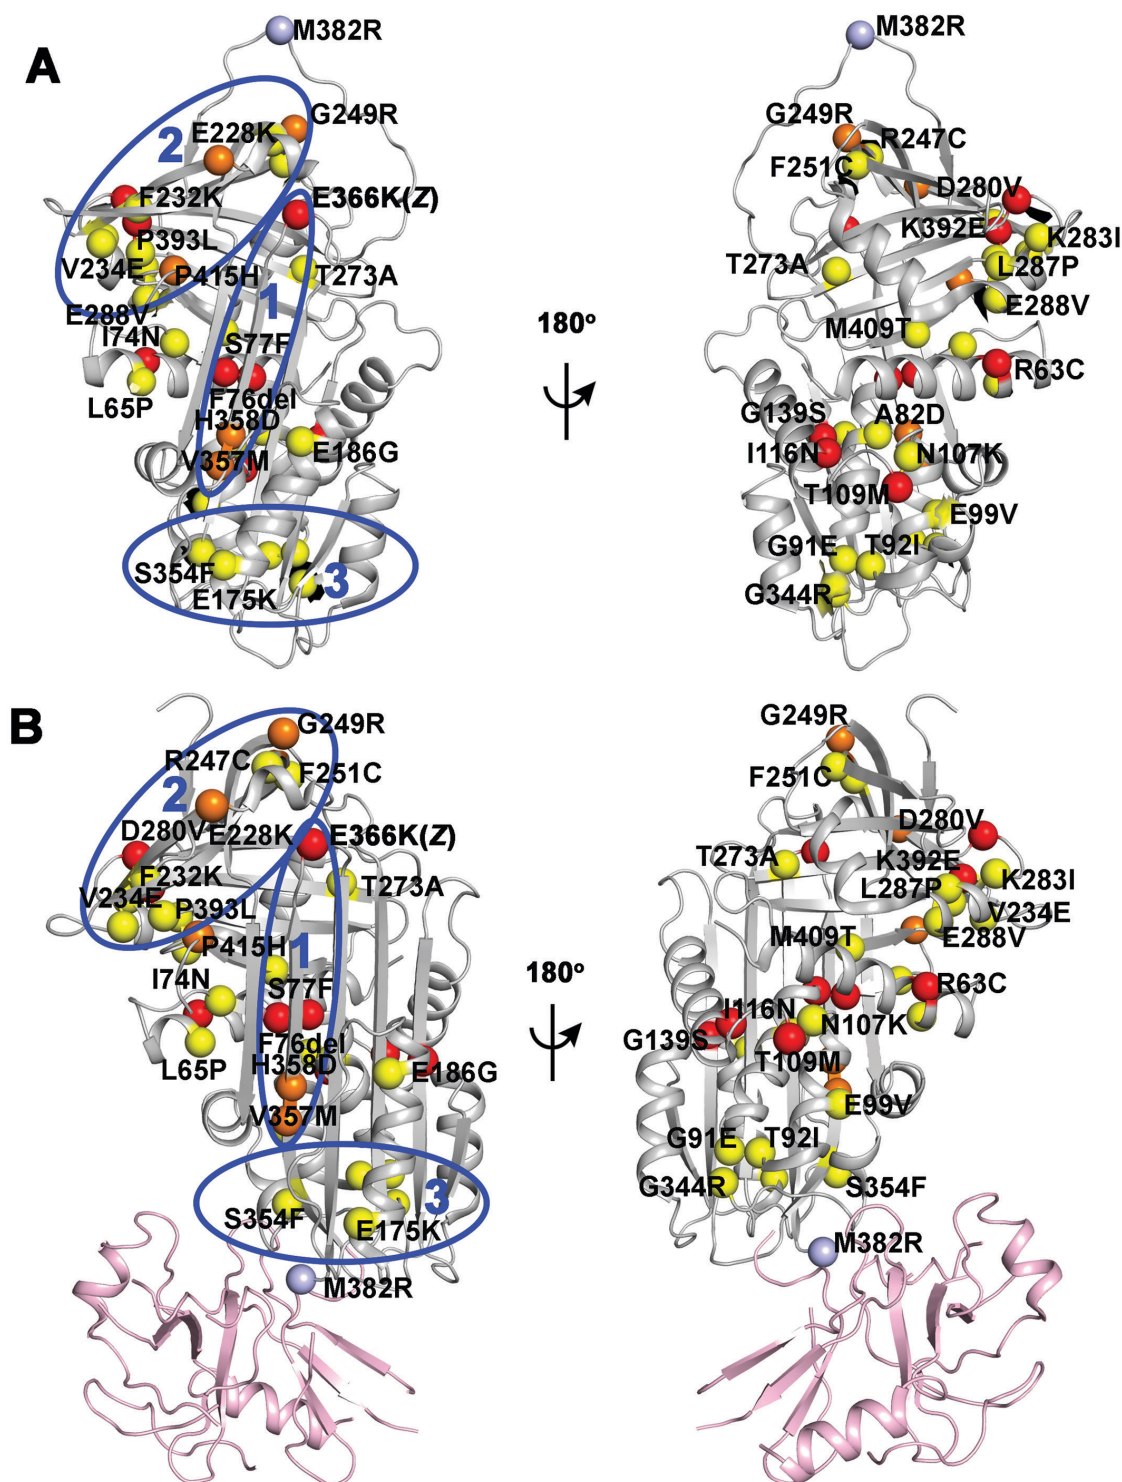 A
M382R
G249R
E228K
2
F232K
E366K(Z)
P393L
V234E
P415H
T273A
1
E288V
I74N
S77F
L65P
F76del
H358D
V357M
E186G
S354F
E175K
3
180°
M382R
G249R
R247C
F251C
D280V
K392E
K283I
T273A
L287P
E288V
M409T
R63C
G139S
A82D
I116N
N107K
T109M
E99V
G91E
T92I
G344R
B
G249R
R247C
F251C
2
D280V
E228K
E366K(Z)
F232K
T273A
V234E
P393L
P415H
1
I74N
S77F
F76del
L65P
H358D
E186G
V357M
3
S354F
E175K
M382R
180°
G249R
F251C
D280V
T273A
K392E
L287P
K283I
V234E
M409T
E288V
R63C
I116N
N107K
G139S
T109M
E99V
G91E
T92I
G344R
S354F
M382R